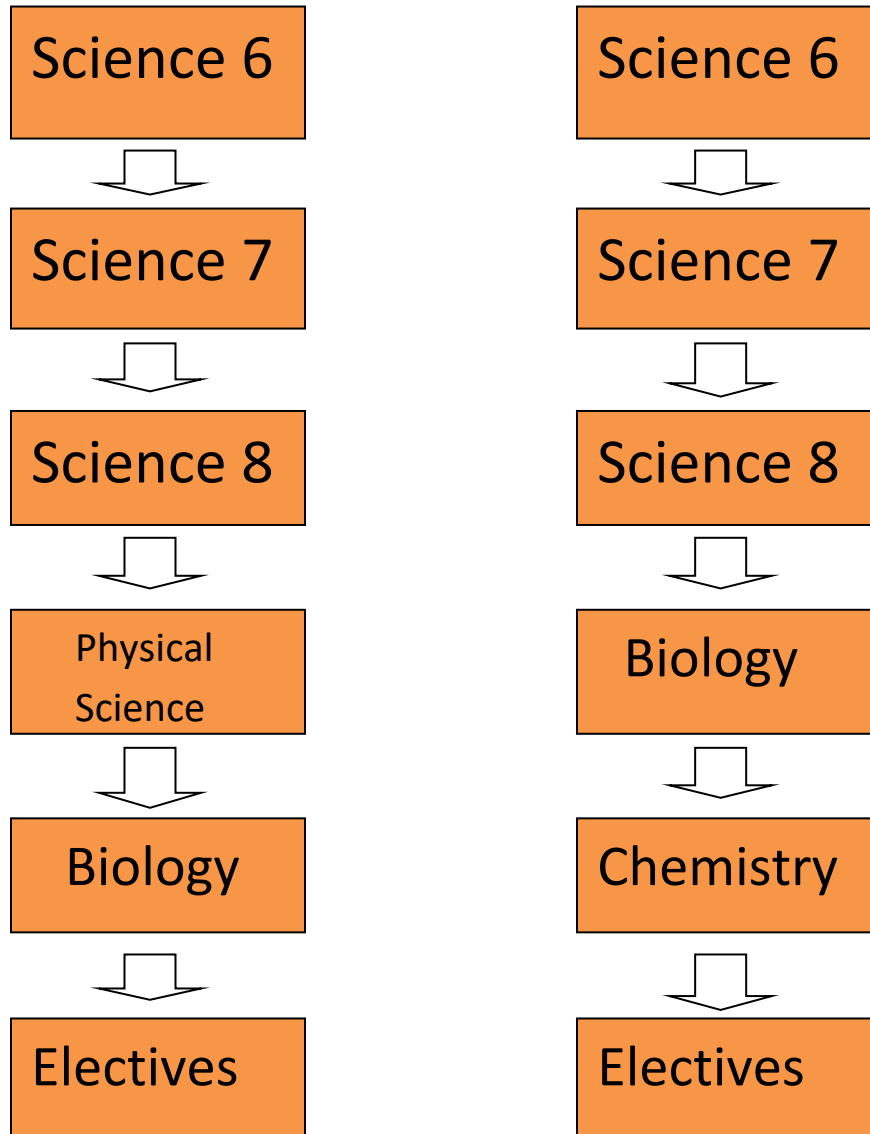 Science 6
Science 7
Science 8
Physical
Science
Biology
Electives
Science 6
Science 7
Science 8
Biology
Chemistry
Electives